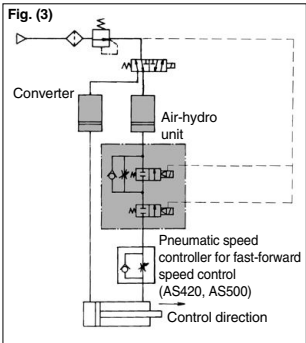 Fig. (3)
Converter
Air-hydro
unit
Pneumatic speed
controller for fast-forward
speed control
(AS420, AS500)
Control direction